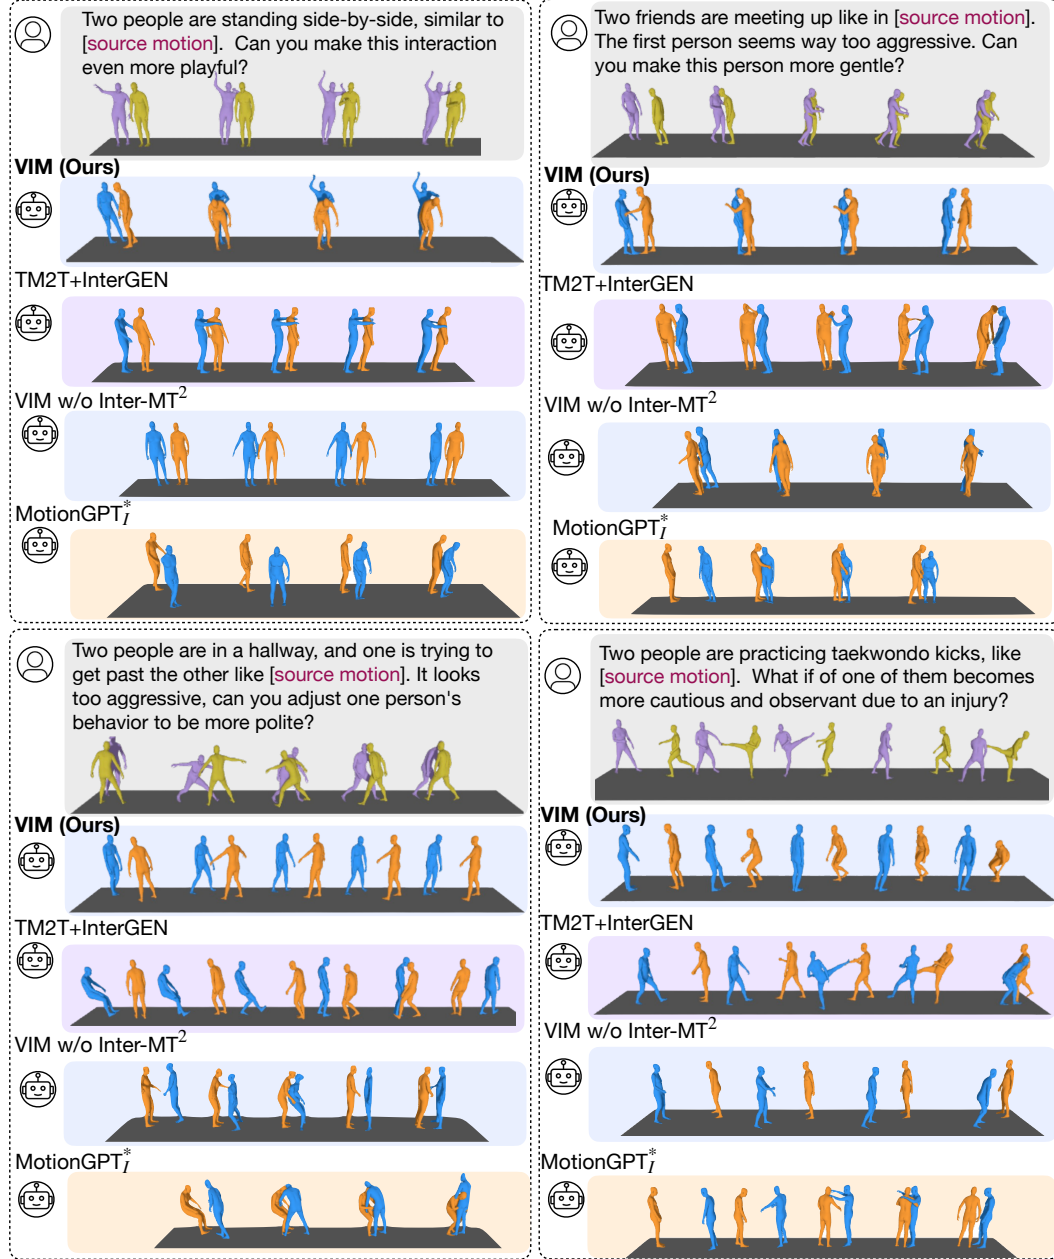 Two people are standing side-by-side, similar to
[source motion].  Can you make this interaction
even more playful?
VIM (Ours)
TM2T+InterGEN
VIM w/o Inter-MT²
MotionGPT*_I
Two friends are meeting up like in [source motion].
The first person seems way too aggressive. Can
you make this person more gentle?
VIM (Ours)
TM2T+InterGEN
VIM w/o Inter-MT²
MotionGPT*_I
Two people are in a hallway, and one is trying to
get past the other like [source motion]. It looks
too aggressive, can you adjust one person's
behavior to be more polite?
VIM (Ours)
TM2T+InterGEN
VIM w/o Inter-MT²
MotionGPT*_I
Two people are practicing taekwondo kicks, like
[source motion].  What if of one of them becomes
more cautious and observant due to an injury?
VIM (Ours)
TM2T+InterGEN
VIM w/o Inter-MT²
MotionGPT*_I